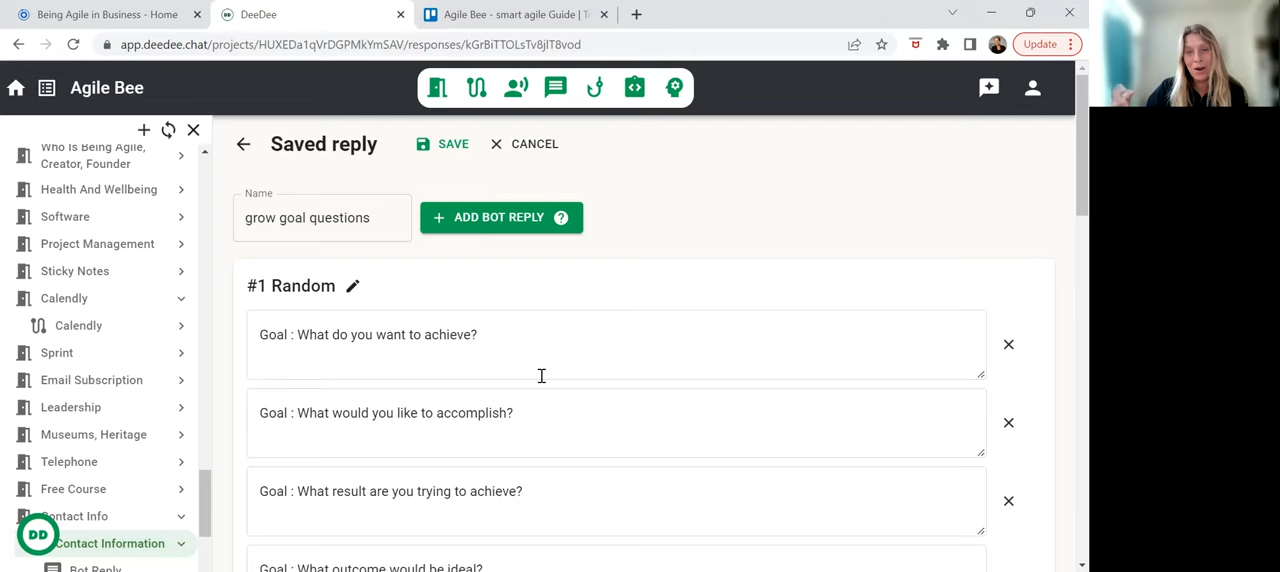 Being Agile in Business - Home
DeeDee
Agile Bee - smart agile Guide | Tr
app.deedee.chat/projects/HUXEDa1qVrDGPMkYmSAV/responses/kGrBiTTOLsTv8jlT8vod
Update
Agile Bee
Who Is Being Agile,
Creator, Founder
Health And Wellbeing
Software
Project Management
Sticky Notes
Calendly
Calendly
Sprint
Email Subscription
Leadership
Museums, Heritage
Telephone
Free Course
Contact Info
Contact Information
Bot Reply
DD
Saved reply
SAVE
CANCEL
Name
grow goal questions
ADD BOT REPLY ?
#1 Random
Goal : What do you want to achieve?
Goal : What would you like to accomplish?
Goal : What result are you trying to achieve?
Goal : What outcome would be ideal?